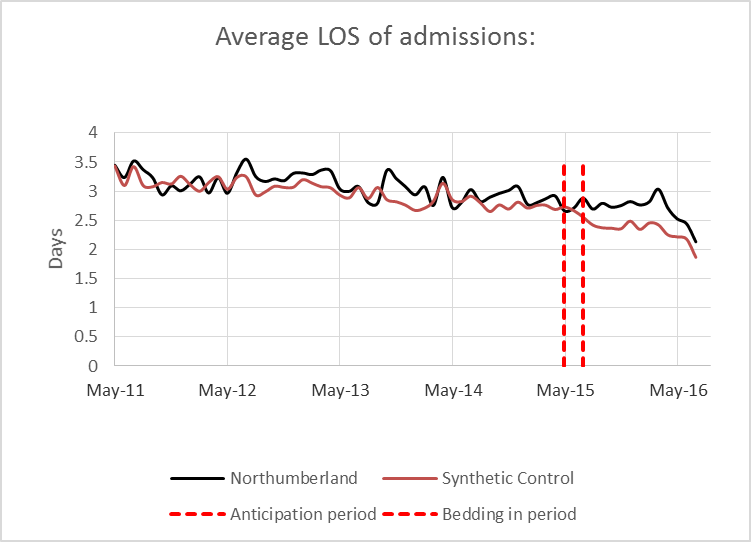 Average LOS of admissions:
4
3.5
3
2.5
2
1.5
1
0.5
0
Days
May-11 May-12 May-13 May-14 May-15 May-16
Northumberland Synthetic Control
Anticipation period Bedding in period